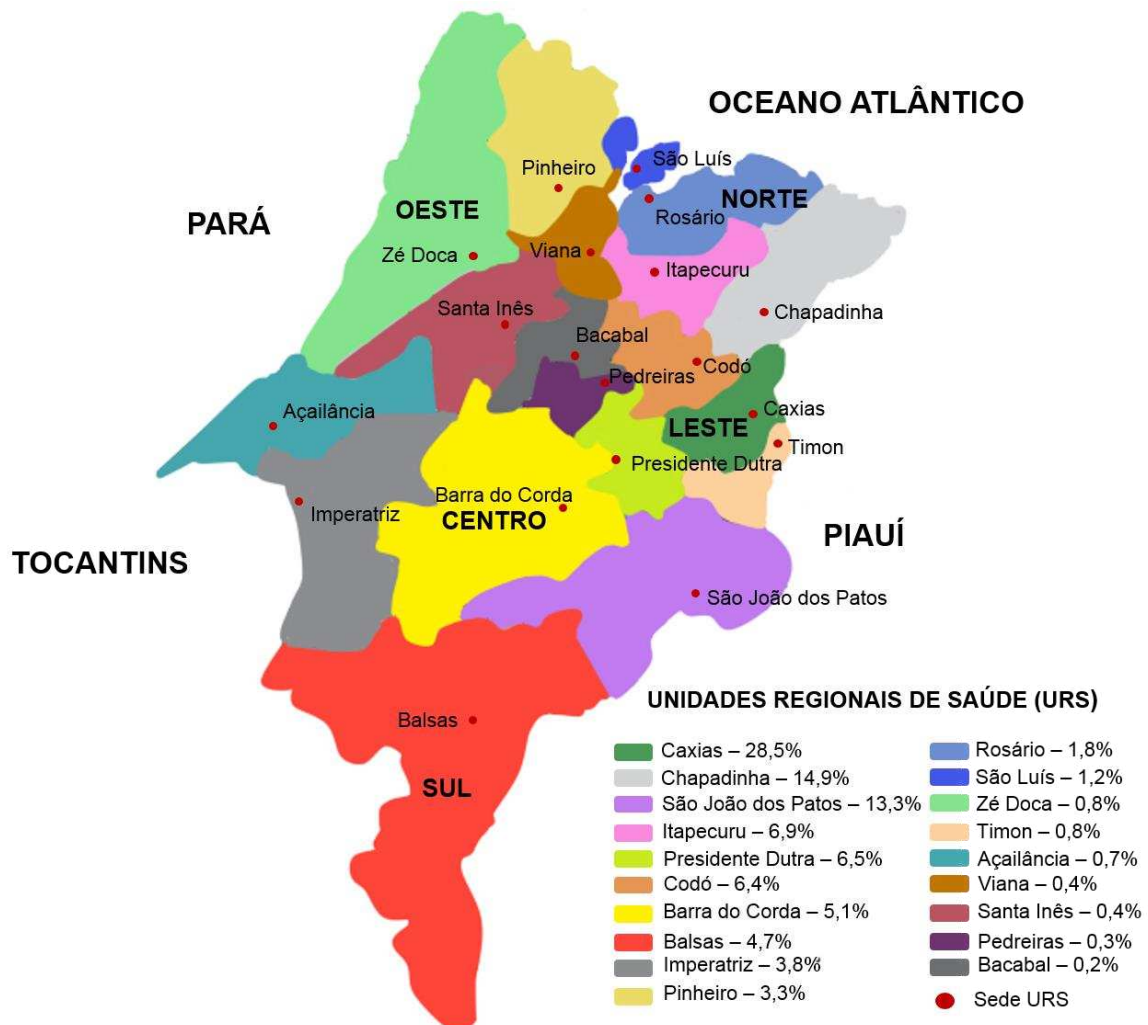 OCEANO ATLÂNTICO
São Luís
Pinheiro
NORTE
OESTE
Rosário
PARÁ
Zé Doca
Viana
Itapecuru
Santa Inês
Chapadinha
Bacabal
Codó
Pedreiras
Açailância
Caxias
LESTE
Timon
Presidente Dutra
Barra do Corda
Imperatriz
CENTRO
PIAUÍ
TOCANTINS
São João dos Patos
Balsas
SUL
UNIDADES REGIONAIS DE SAÚDE (URS)
Caxias – 28,5%
Chapadinha – 14,9%
São João dos Patos – 13,3%
Itapecuru – 6,9%
Presidente Dutra – 6,5%
Codó – 6,4%
Barra do Corda – 5,1%
Balsas – 4,7%
Imperatriz – 3,8%
Pinheiro – 3,3%
Rosário – 1,8%
São Luís – 1,2%
Zé Doca – 0,8%
Timon – 0,8%
Açailância – 0,7%
Viana – 0,4%
Santa Inês – 0,4%
Pedreiras – 0,3%
Bacabal – 0,2%
Sede URS